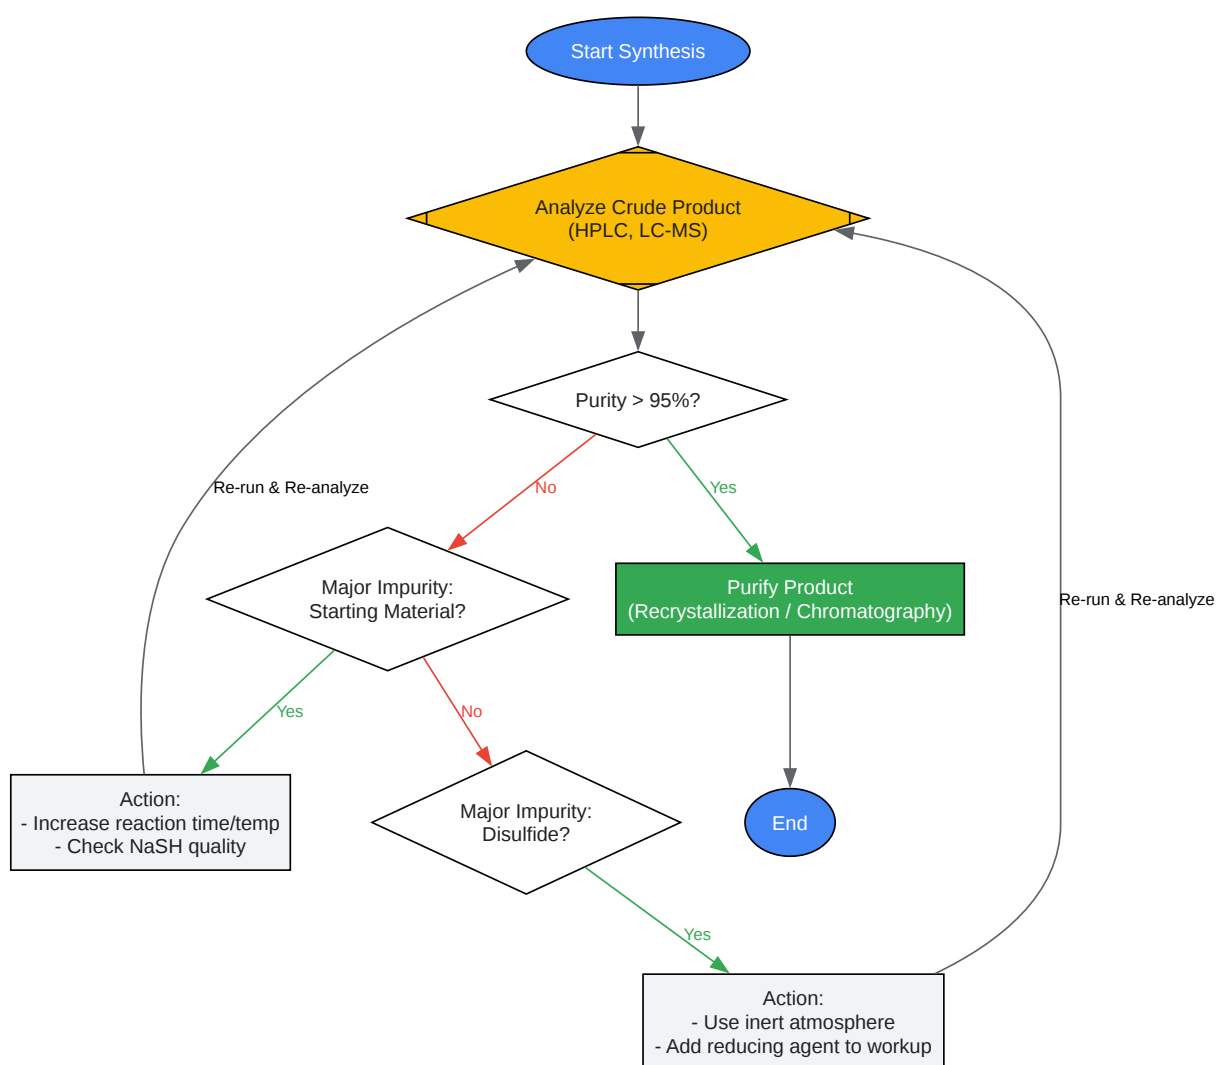 Start Synthesis
Analyze Crude Product
(HPLC, LC-MS)
Purity > 95%?
Re-run & Re-analyze
No
Yes
Major Impurity:
Starting Material?
Purify Product
(Recrystallization / Chromatography)
Re-run & Re-analyze
Yes
No
Action:
- Increase reaction time/temp
- Check NaSH quality
Major Impurity:
Disulfide?
End
Yes
Action:
- Use inert atmosphere
- Add reducing agent to workup